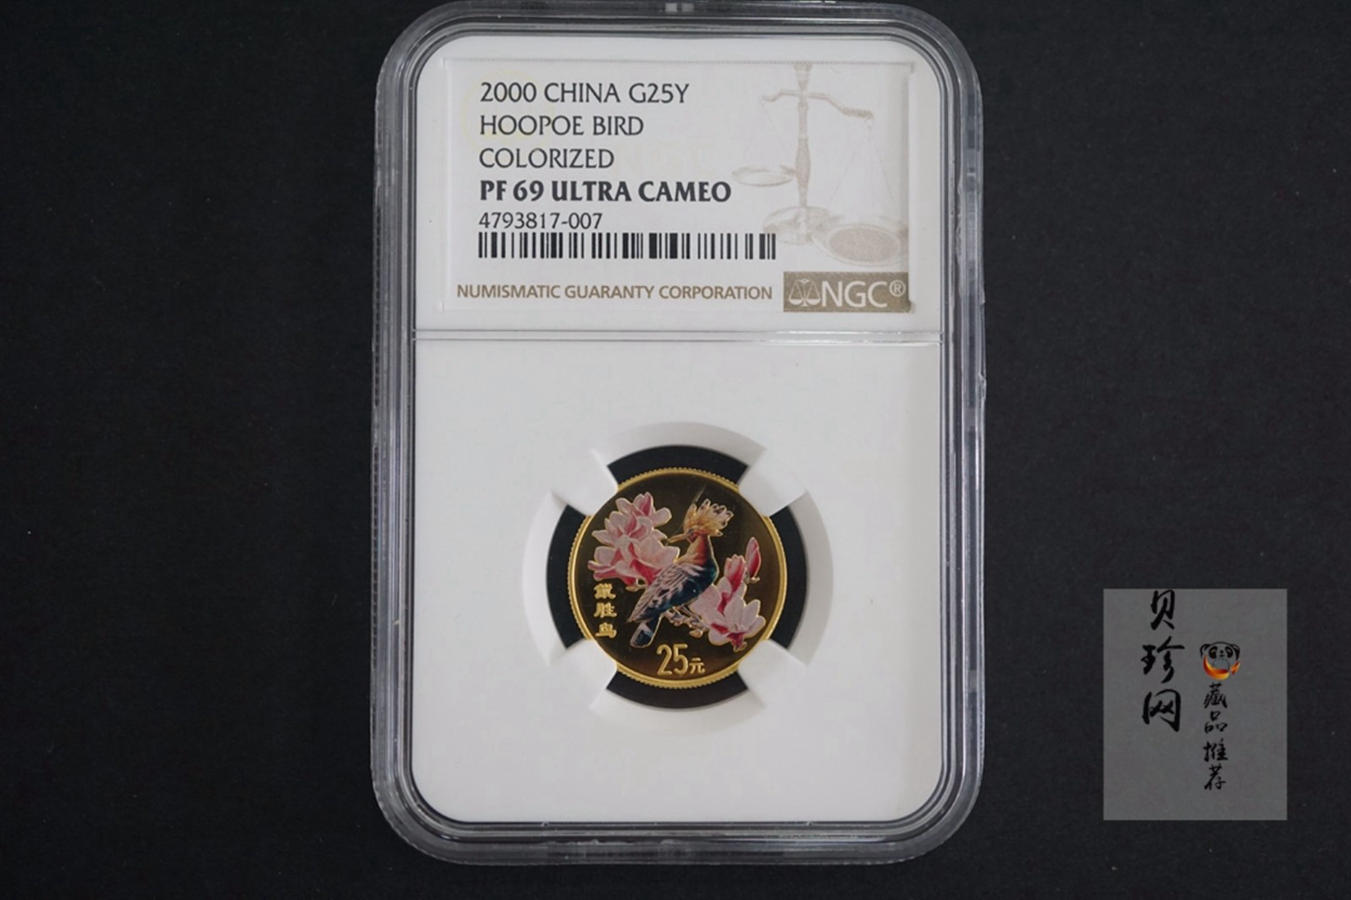 2000 CHINA G25Y
HOOPOE BIRD
COLORIZED
PF 69 ULTRA CAMEO
4793817-007
NUMISMATIC GUARANTY CORPORATION
NGC®
戴胜鸟
25元
贝珍网
藏品推荐